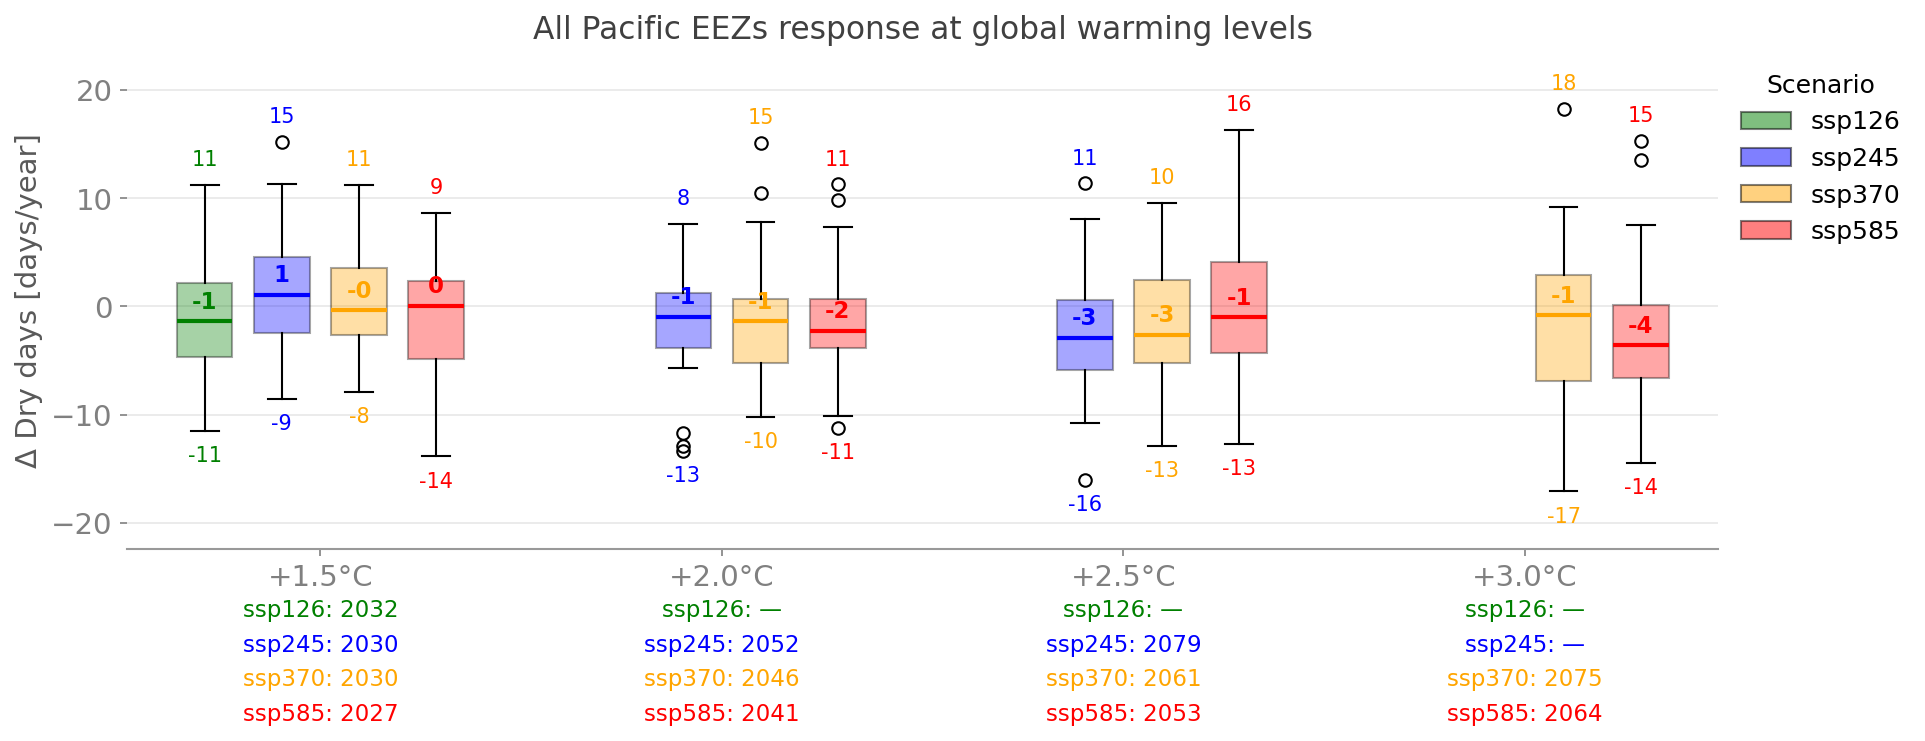 All Pacific EEZs response at global warming levels
Δ Dry days [days/year]
20
10
0
−10
−20
11
-1
-11
15
1
-9
11
-0
-8
9
0
-14
8
-1
-13
15
-1
-10
11
-2
-11
11
-3
-16
10
-3
-13
16
-1
-13
18
-1
-17
15
-4
-14
Scenario
ssp126
ssp245
ssp370
ssp585
+1.5°C
ssp126: 2032
ssp245: 2030
ssp370: 2030
ssp585: 2027
+2.0°C
ssp126: —
ssp245: 2052
ssp370: 2046
ssp585: 2041
+2.5°C
ssp126: —
ssp245: 2079
ssp370: 2061
ssp585: 2053
+3.0°C
ssp126: —
ssp245: —
ssp370: 2075
ssp585: 2064